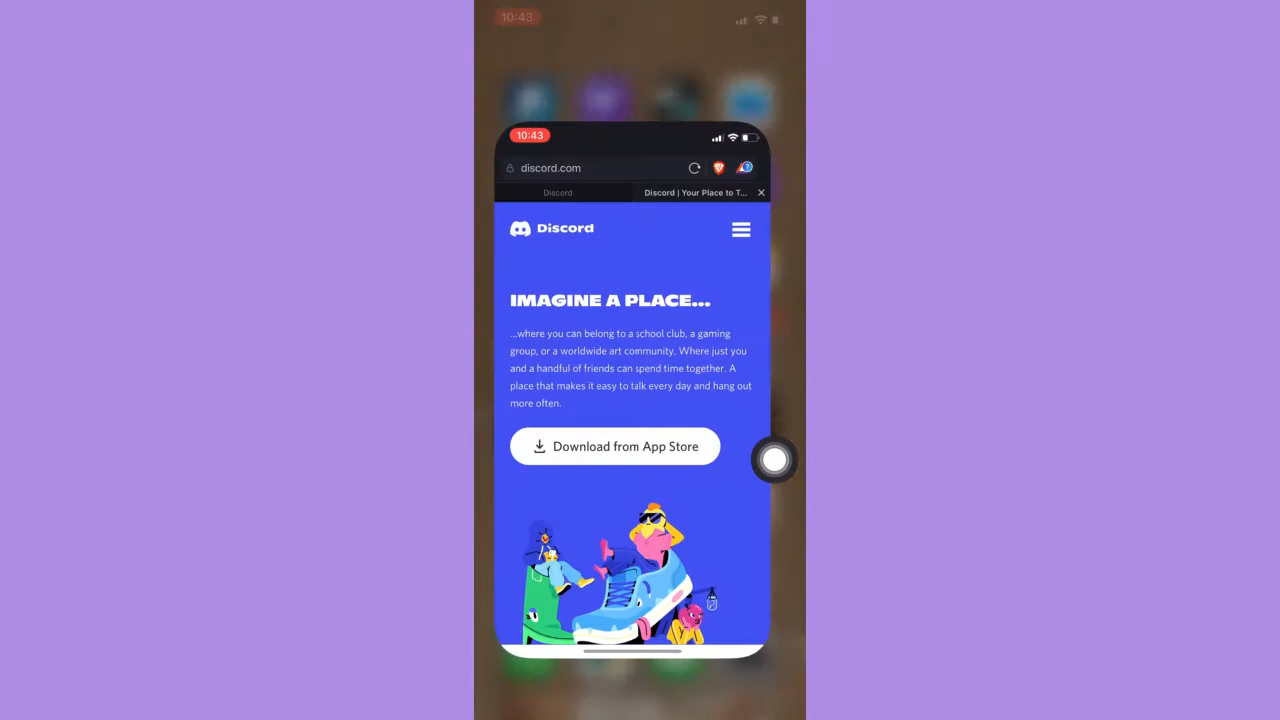 10:43
10:43
discord.com
Discord
Discord | Your Place to T...
Discord
IMAGINE A PLACE...
...where you can belong to a school club, a gaming
group, or a worldwide art community. Where just you
and a handful of friends can spend time together. A
place that makes it easy to talk every day and hang out
more often.
Download from App Store